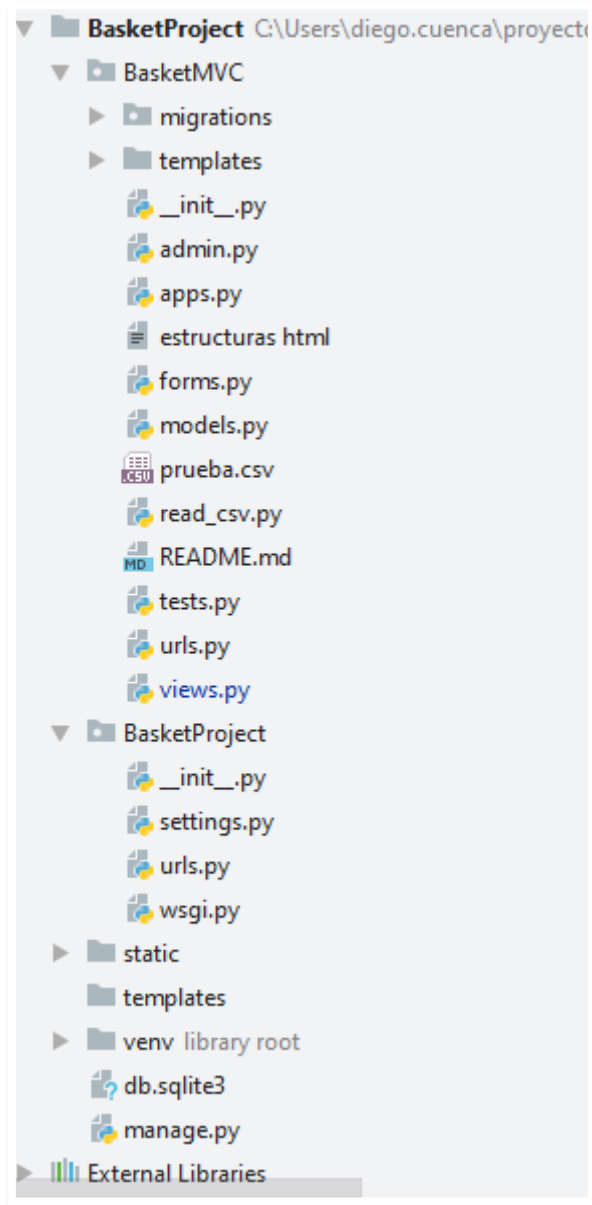 BasketProject C:\Users\diego.cuenca\proyecto
BasketMVC
migrations
templates
__init__.py
admin.py
apps.py
estructuras html
forms.py
models.py
.CSV prueba.csv
read_csv.py
MD README.md
tests.py
urls.py
views.py
BasketProject
__init__.py
settings.py
urls.py
wsgi.py
static
templates
venv library root
db.sqlite3
manage.py
External Libraries